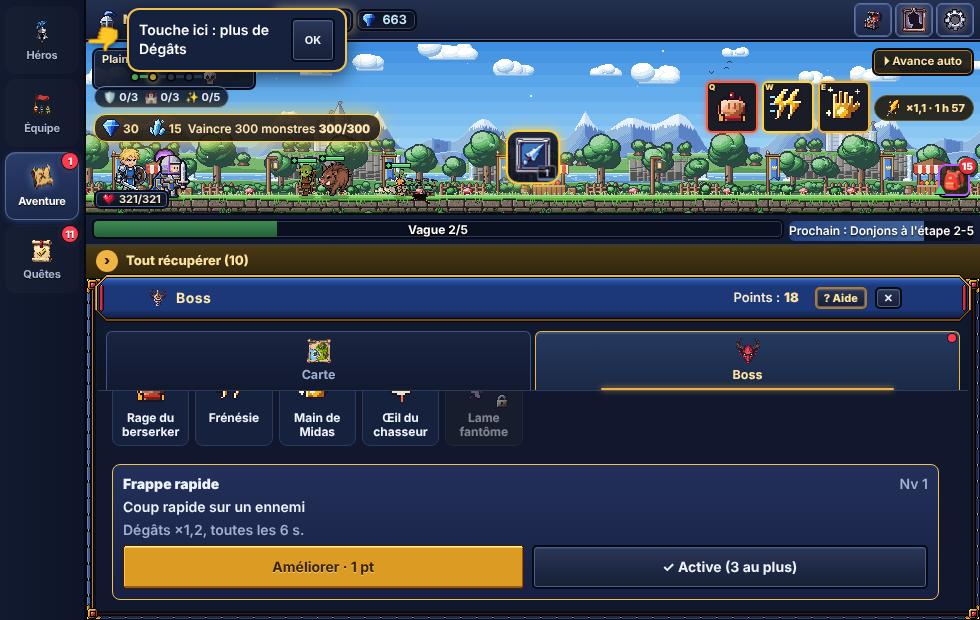 Héros
Équipe
1
Aventure
11
Quêtes
Touche ici : plus de
Dégâts
OK
663
0/3 0/3 0/5
30 15 Vaincre 300 monstres 300/300
Avance auto
Q
W
E
×1,1 · 1 h 57
1
15
321/321
Vague 2/5
Prochain : Donjons à l'étape 2-5
Tout récupérer (10)
Boss
Points : 18
? Aide
×
Carte
Boss
Rage du
berserker
Frénésie
Main de
Midas
Œil du
chasseur
Lame
fantôme
Frappe rapide
Nv 1
Coup rapide sur un ennemi
Dégâts ×1,2, toutes les 6 s.
Améliorer · 1 pt
✓ Active (3 au plus)